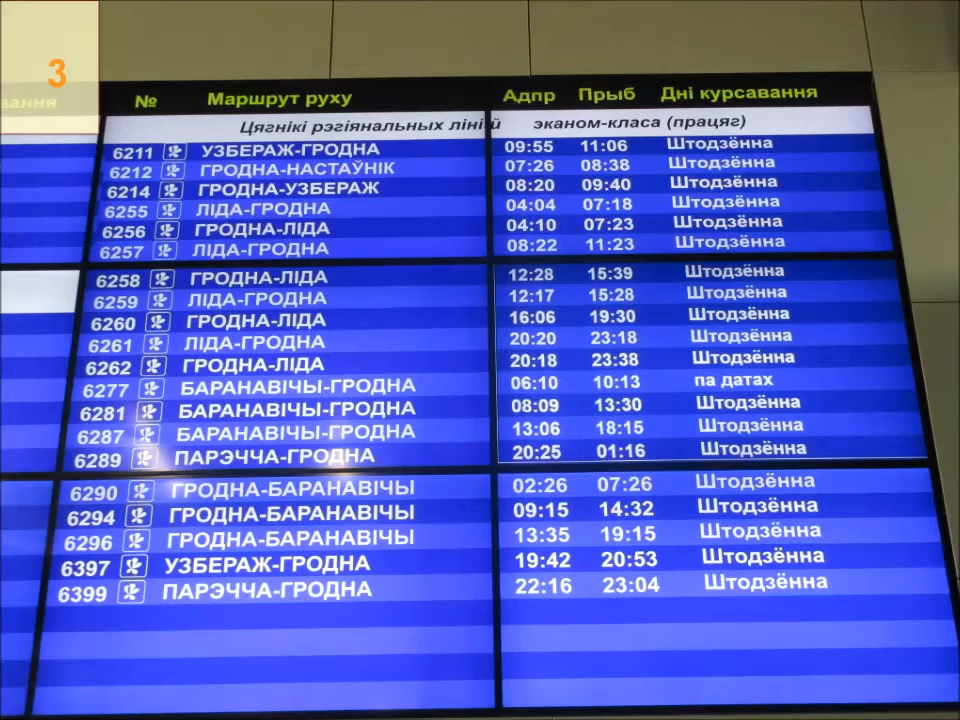 3
№ Маршрут руху Адпр Прыб Дні курсавання
Цягнікі рэгіянальных ліній эканом-класа (працяг)
6211 УЗБЕРАЖ-ГРОДНА 09:55 11:06 Штодзённа
6212 ГРОДНА-НАСТАЎНІК 07:26 08:38 Штодзённа
6214 ГРОДНА-УЗБЕРАЖ 08:20 09:40 Штодзённа
6255 ЛІДА-ГРОДНА 04:04 07:18 Штодзённа
6256 ГРОДНА-ЛІДА 04:10 07:23 Штодзённа
6257 ЛІДА-ГРОДНА 08:22 11:23 Штодзённа
6258 ГРОДНА-ЛІДА 12:28 15:39 Штодзённа
6259 ЛІДА-ГРОДНА 12:17 15:28 Штодзённа
6260 ГРОДНА-ЛІДА 16:06 19:30 Штодзённа
6261 ЛІДА-ГРОДНА 20:20 23:18 Штодзённа
6262 ГРОДНА-ЛІДА 20:18 23:38 Штодзённа
6277 БАРАНАВІЧЫ-ГРОДНА 06:10 10:13 па датах
6281 БАРАНАВІЧЫ-ГРОДНА 08:09 13:30 Штодзённа
6287 БАРАНАВІЧЫ-ГРОДНА 13:06 18:15 Штодзённа
6289 ПАРЭЧЧА-ГРОДНА 20:25 01:16 Штодзённа
6290 ГРОДНА-БАРАНАВІЧЫ 02:26 07:26 Штодзённа
6294 ГРОДНА-БАРАНАВІЧЫ 09:15 14:32 Штодзённа
6296 ГРОДНА-БАРАНАВІЧЫ 13:35 19:15 Штодзённа
6397 УЗБЕРАЖ-ГРОДНА 19:42 20:53 Штодзённа
6399 ПАРЭЧЧА-ГРОДНА 22:16 23:04 Штодзённа